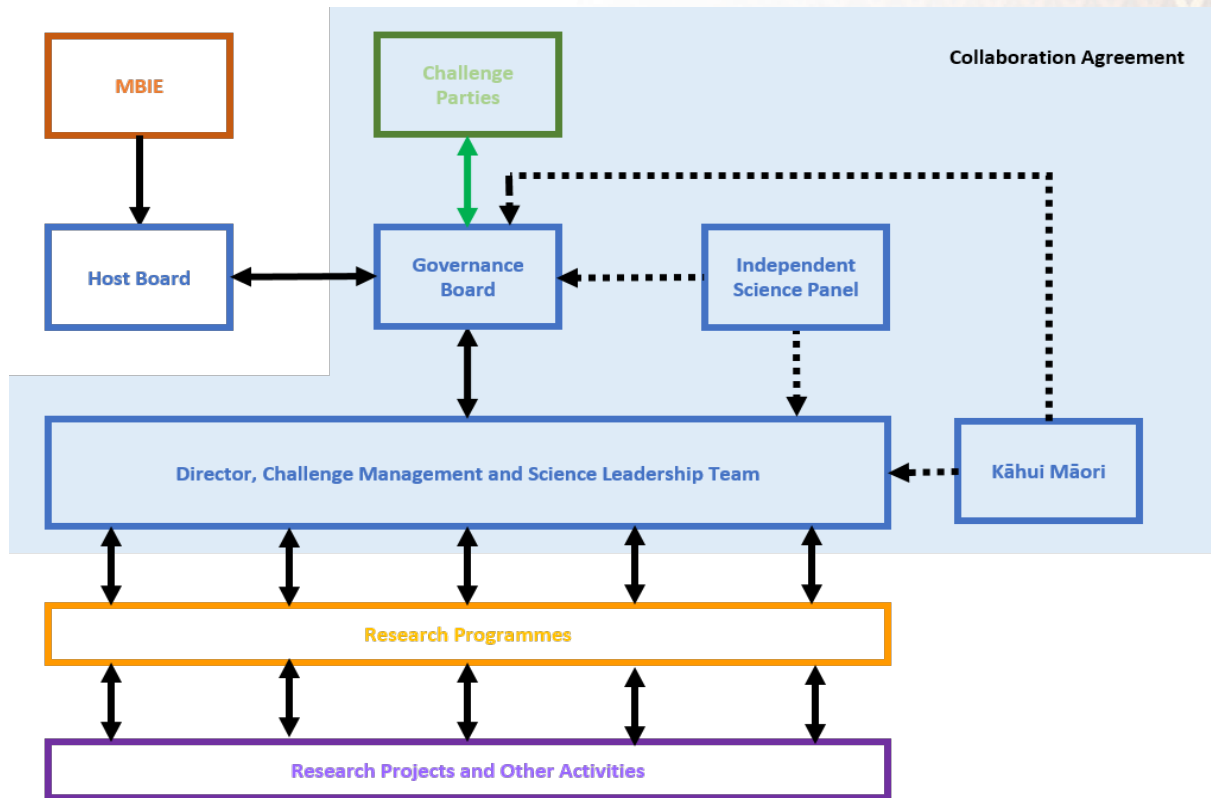 MBIE
Challenge
Parties
Collaboration Agreement
Host Board
Governance
Board
Independent
Science Panel
Director, Challenge Management and Science Leadership Team
Kāhui Māori
Research Programmes
Research Projects and Other Activities